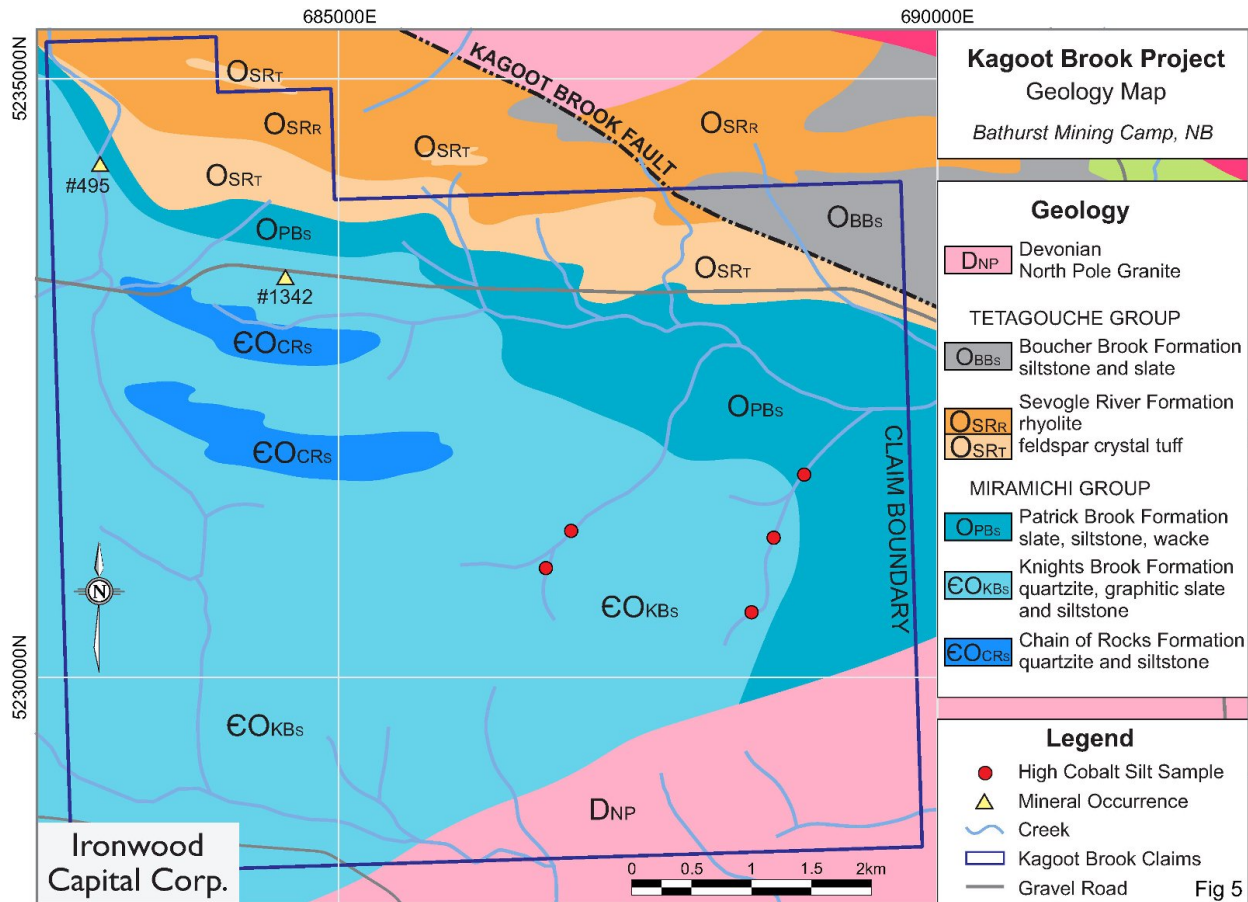 685000E
690000E
5235000N
5230000N
KAGOOT BROOK FAULT
OSRT
OSRR
OSRR
OSRT
OSRT
#495
OBBS
OPBS
OSRT
#1342
ЄOCRS
OPBS
ЄOCRS
CLAIM BOUNDARY
ЄOKBS
ЄOKBS
DNP
N
0 0.5 1 1.5 2km
Ironwood
Capital Corp.
Kagoot Brook Project
Geology Map
Bathurst Mining Camp, NB
Geology
DNP
Devonian
North Pole Granite
TETAGOUCHE GROUP
OBBS
Boucher Brook Formation
siltstone and slate
Sevogle River Formation
OSRR rhyolite
OSRT feldspar crystal tuff
MIRAMICHI GROUP
OPBS
Patrick Brook Formation
slate, siltstone, wacke
ЄOKBS
Knights Brook Formation
quartzite, graphitic slate
and siltstone
ЄOCRS
Chain of Rocks Formation
quartzite and siltstone
Legend
High Cobalt Silt Sample
Mineral Occurrence
Creek
Kagoot Brook Claims
Gravel Road
Fig 5